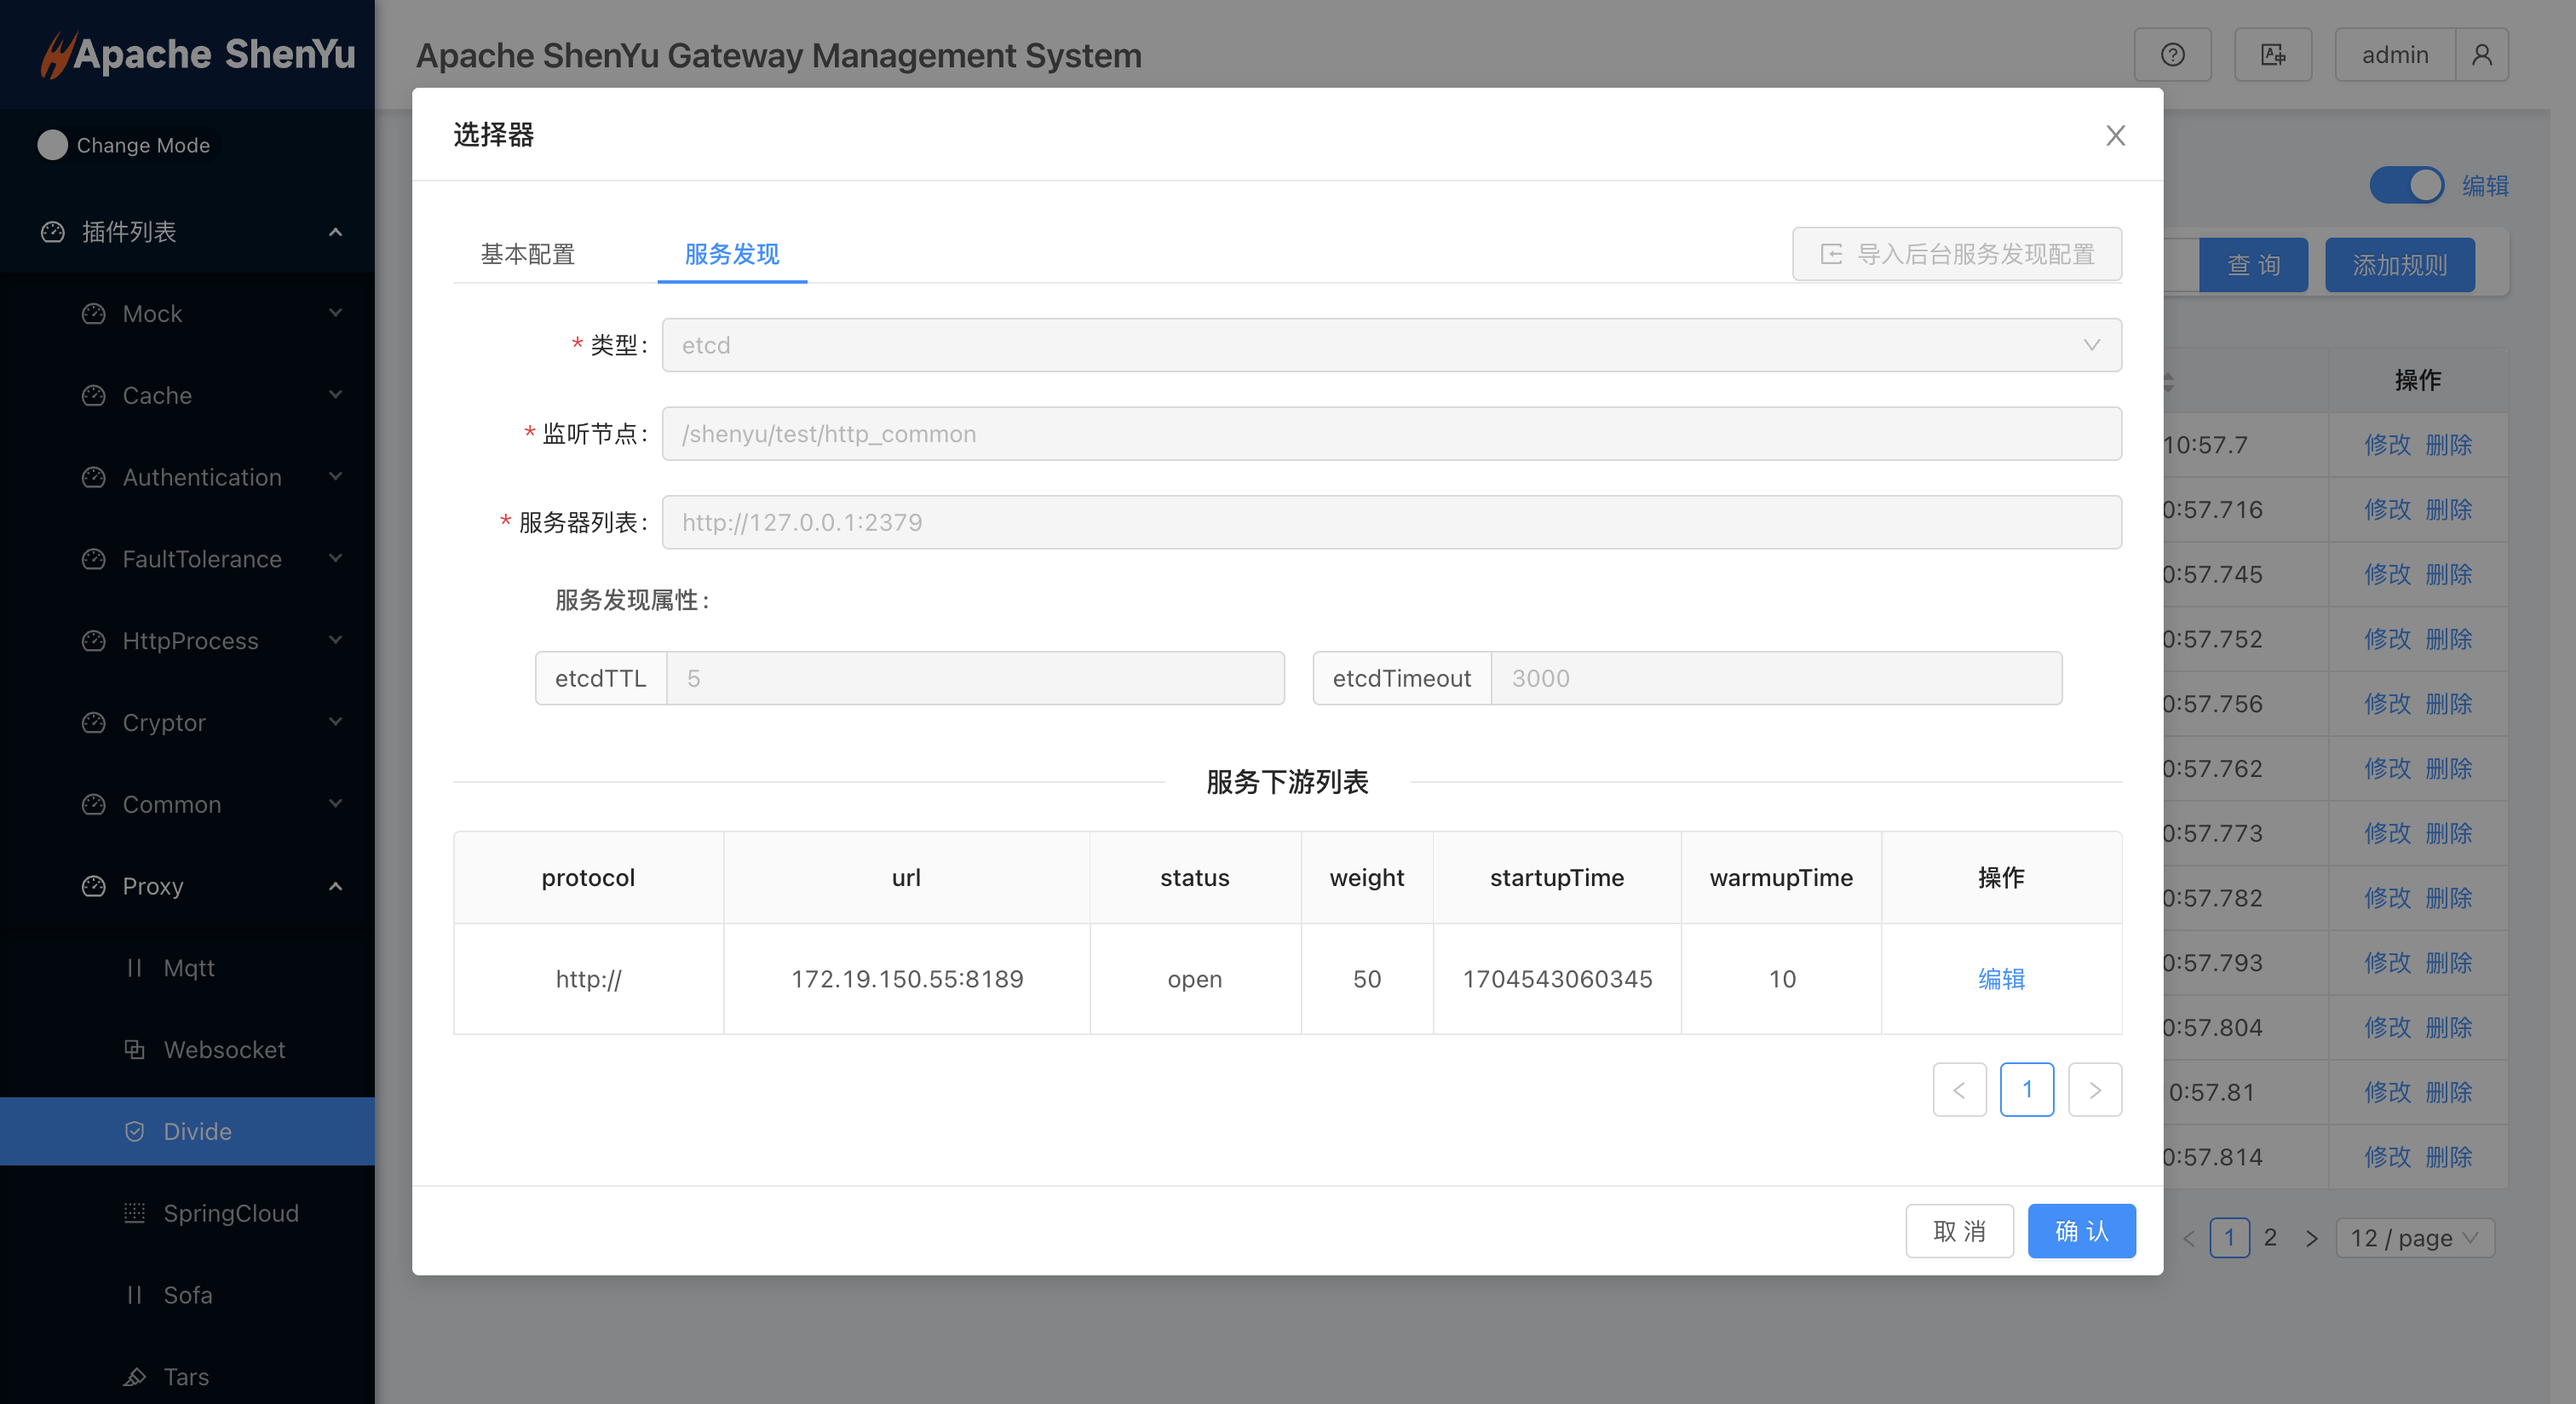 Apache ShenYu
Change Mode
插件列表
Mock
Cache
Authentication
FaultTolerance
HttpProcess
Cryptor
Common
Proxy
Mqtt
Websocket
Divide
SpringCloud
Sofa
Tars
Apache ShenYu Gateway Management System
admin
选择器
基本配置 服务发现 导入后台服务发现配置
* 类型: etcd
* 监听节点: /shenyu/test/http_common
* 服务器列表: http://127.0.0.1:2379
服务发现属性:
etcdTTL 5 etcdTimeout 3000
服务下游列表
protocol url status weight startupTime warmupTime 操作
http:// 172.19.150.55:8189 open 50 1704543060345 10 编辑
1
取 消 确 认
编辑
查 询 添加规则
操作
10:57.7 修改 删除
0:57.716 修改 删除
0:57.745 修改 删除
0:57.752 修改 删除
0:57.756 修改 删除
0:57.762 修改 删除
0:57.773 修改 删除
0:57.782 修改 删除
0:57.793 修改 删除
0:57.804 修改 删除
0:57.81 修改 删除
0:57.814 修改 删除
1 2 12 / page